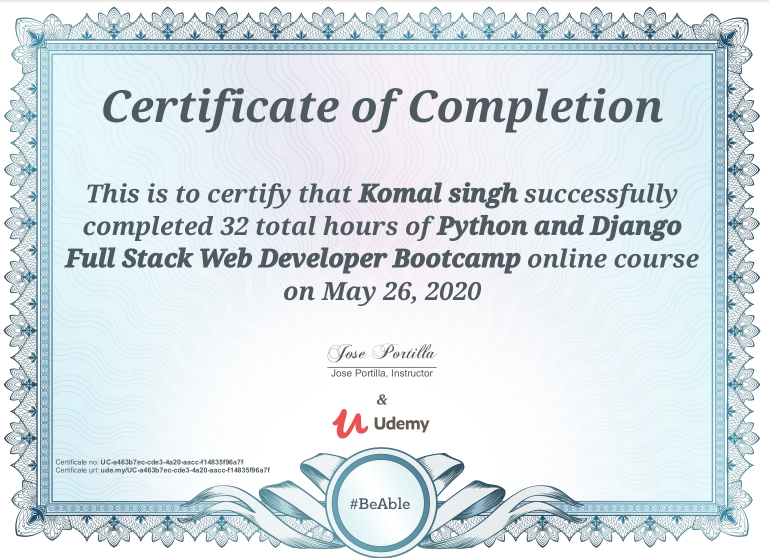 Certificate of Completion
This is to certify that Komal singh successfully
completed 32 total hours of Python and Django
Full Stack Web Developer Bootcamp online course
on May 26, 2020
Jose Portilla
Jose Portilla, Instructor
&
Udemy
Certificate no: UC-a463b7ec-cde3-4a20-aacc-f14835f96a7f
Certificate url: ude.my/UC-a463b7ec-cde3-4a20-aacc-f14835f96a7f
#BeAble